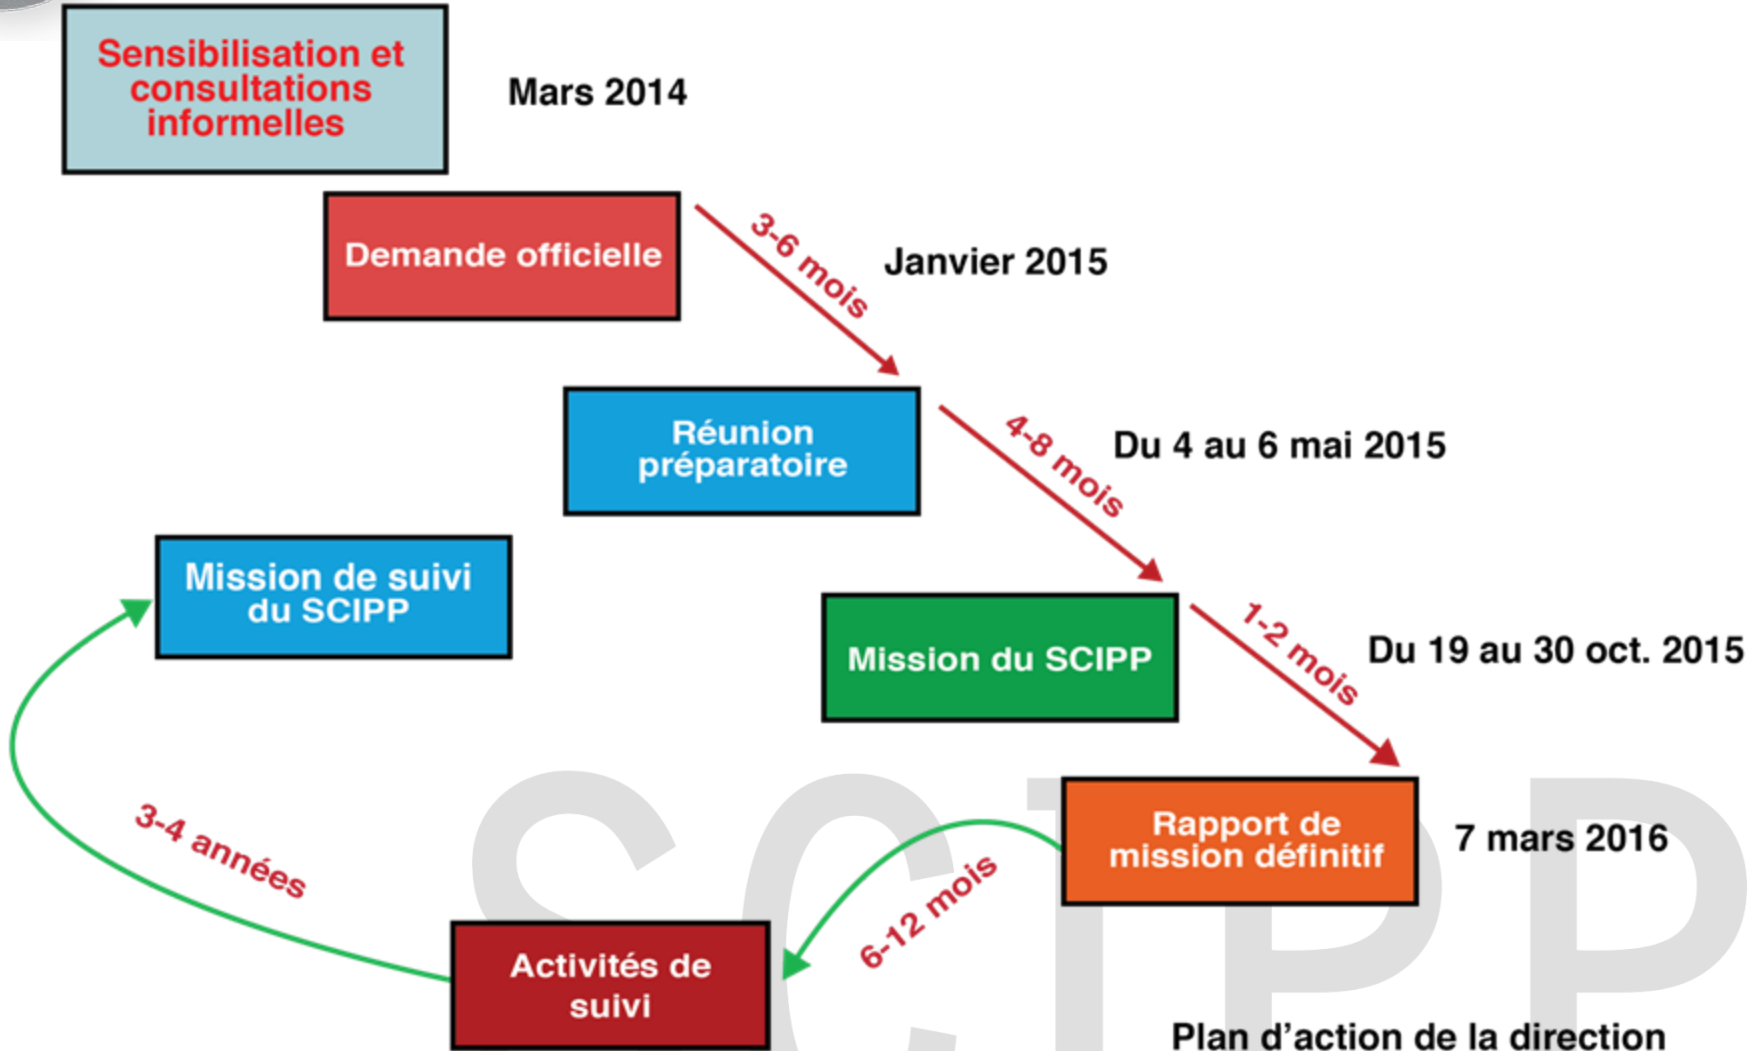 Sensibilisation et
consultations
informelles
Mars 2014
Demande officielle
3-6 mois
Janvier 2015
Réunion
préparatoire
4-8 mois
Du 4 au 6 mai 2015
Mission de suivi
du SCIPP
Mission du SCIPP
1-2 mois
Du 19 au 30 oct. 2015
Rapport de
mission définitif
7 mars 2016
6-12 mois
3-4 années
Activités de
suivi
SCIPP
Plan d’action de la direction